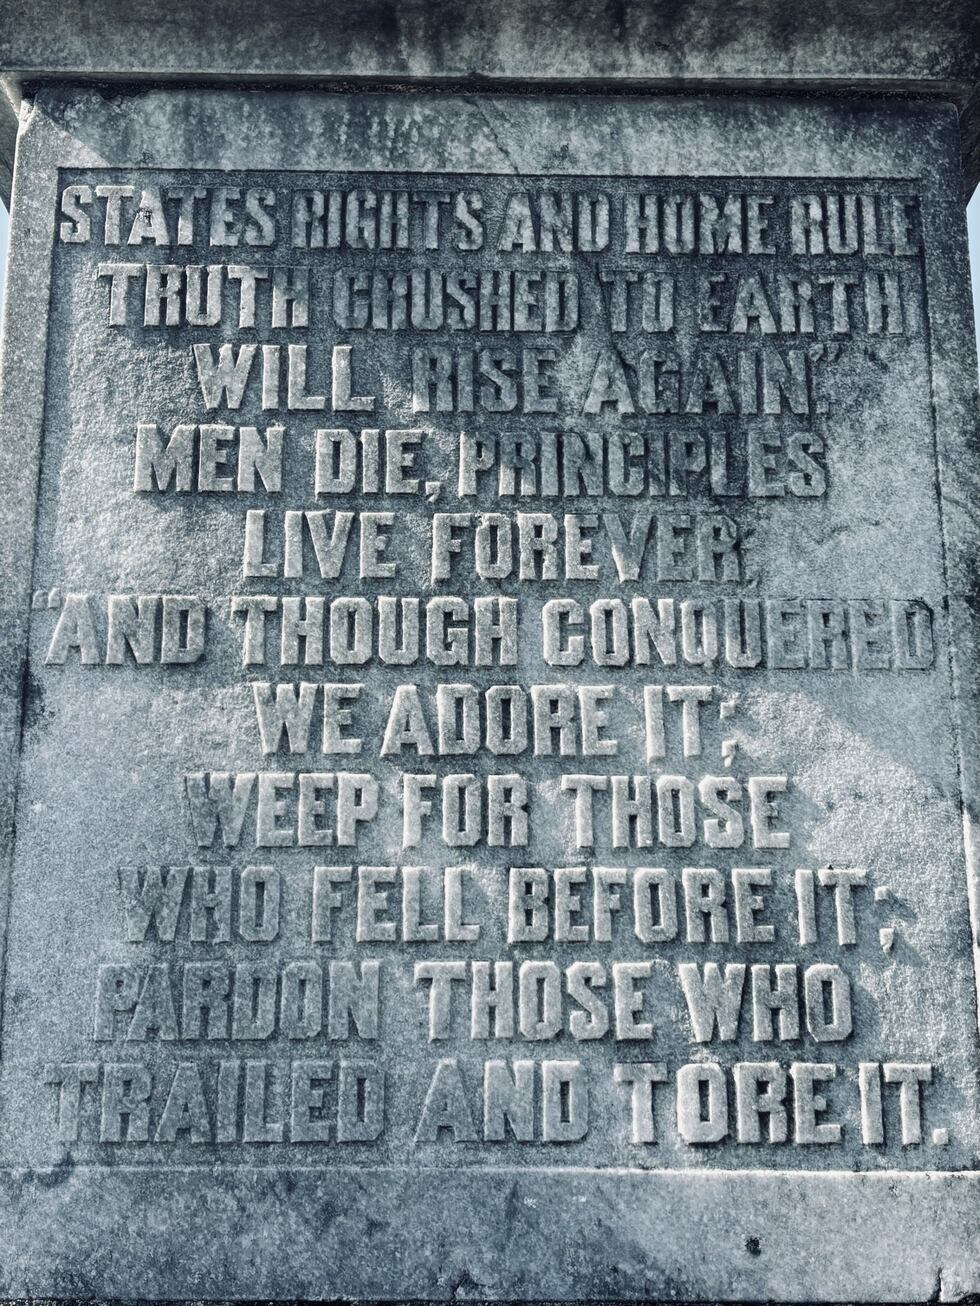 STATES RIGHTS AND HOME RULE
TRUTH CRUSHED TO EARTH
WILL RISE AGAIN."
MEN DIE, PRINCIPLES
LIVE FOREVER,
"AND THOUGH CONQUERED
WE ADORE IT;
WEEP FOR THOSE
WHO FELL BEFORE IT;
PARDON THOSE WHO
TRAILED AND TORE IT.